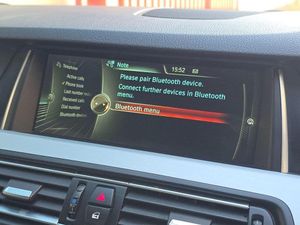 Telephone
Active calls
Phone book
Last number
Received calls
Dial number
Bluetooth
Note
15:52
Please pair Bluetooth device.
Connect further devices in Bluetooth
menu.
Bluetooth menu